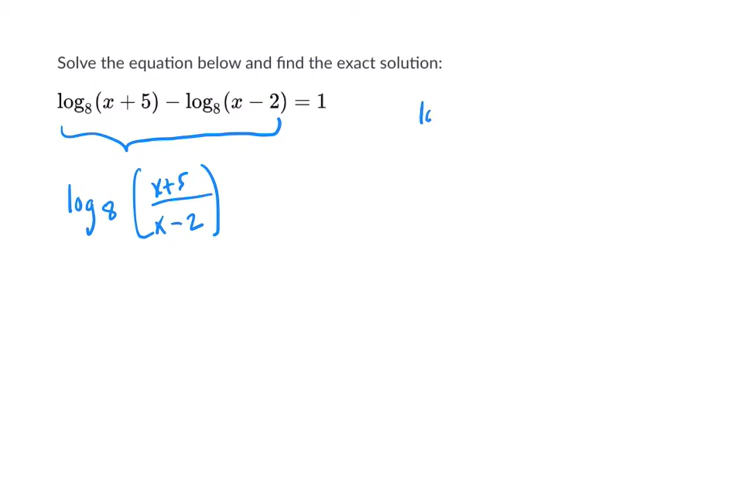 Solve the equation below and find the exact solution:
log₈(x + 5) − log₈(x − 2) = 1
log 8 (x+5 / x−2)